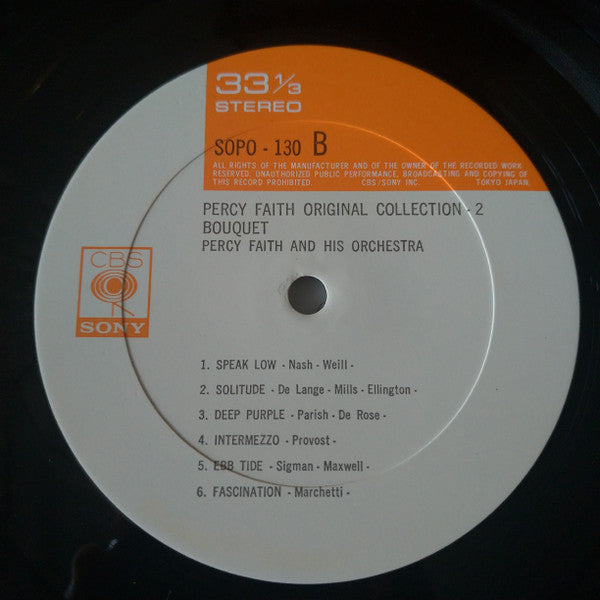 33 1/3
STEREO
SOPO - 130 B
ALL RIGHTS OF THE MANUFACTURER AND OF THE OWNER OF THE RECORDED WORK
RESERVED. UNAUTHORIZED PUBLIC PERFORMANCE, BROADCASTING AND COPYING OF
THIS RECORD PROHIBITED. CBS/SONY INC. TOKYO JAPAN.
PERCY FAITH ORIGINAL COLLECTION - 2
BOUQUET
PERCY FAITH AND HIS ORCHESTRA
CBS
SONY
1. SPEAK LOW - Nash - Weill -
2. SOLITUDE - De Lange - Mills - Ellington -
3. DEEP PURPLE - Parish - De Rose -
4. INTERMEZZO - Provost -
5. EBB TIDE - Sigman - Maxwell -
6. FASCINATION - Marchetti -